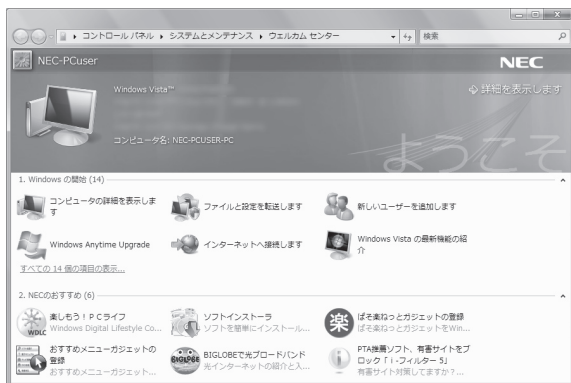 コントロール パネル ▸ システムとメンテナンス ▸ ウェルカム センター
検索
NEC-PCuser
NEC
Windows Vista™
詳細を表示します
コンピュータ名: NEC-PCUSER-PC
ようこそ
1. Windows の開始 (14)
コンピュータの詳細を表示しま
す
ファイルと設定を転送します
新しいユーザーを追加します
Windows Anytime Upgrade
インターネットへ接続します
Windows Vista の最新機能の紹
介
すべての 14 個の項目の表示...
2. NECのおすすめ (6)
楽しもう！ＰＣライフ
Windows Digital Lifestyle Co...
WDLC
ソフトインストーラ
ソフトを簡単にインストール...
楽
ぱそ楽ねっとガジェットの登録
ぱそ楽ねっとガジェットをWin...
おすすめメニューガジェットの
登録
おすすめメニューガジェット...
BIGLOBE
BIGLOBEで光ブロードバンド
光インターネットの紹介と入...
PTA推薦ソフト、有害サイトをブ
ロック「ｉ-フィルター 5」
有害サイト対策してますか？...